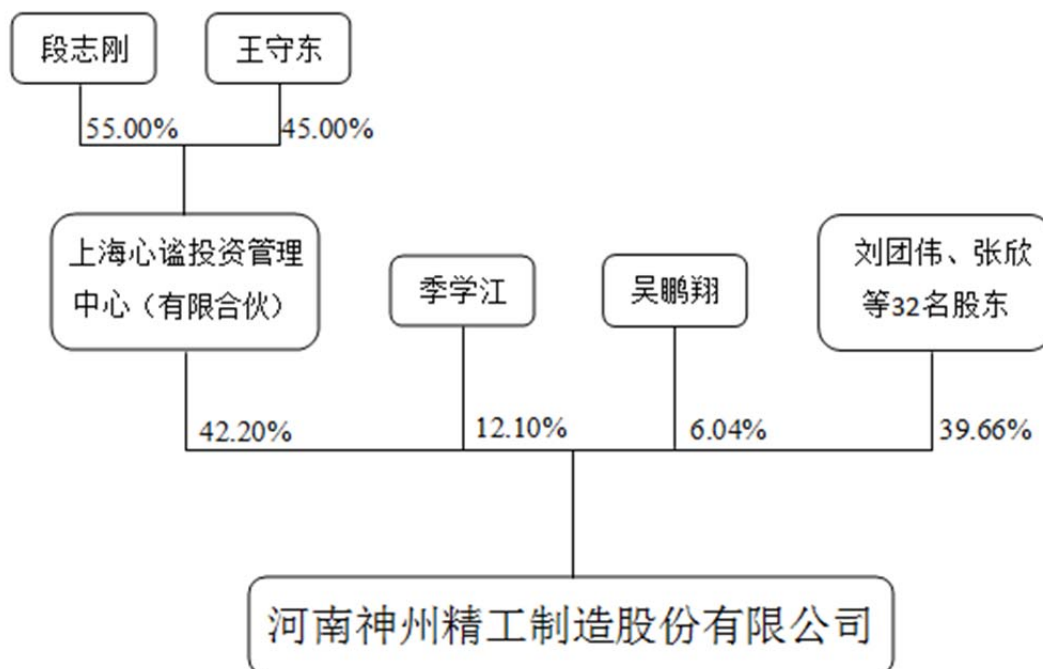 段志刚
王守东
55.00%
45.00%
上海心谧投资管理
中心（有限合伙）
季学江
吴鹏翔
刘团伟、张欣
等32名股东
42.20%
12.10%
6.04%
39.66%
河南神州精工制造股份有限公司